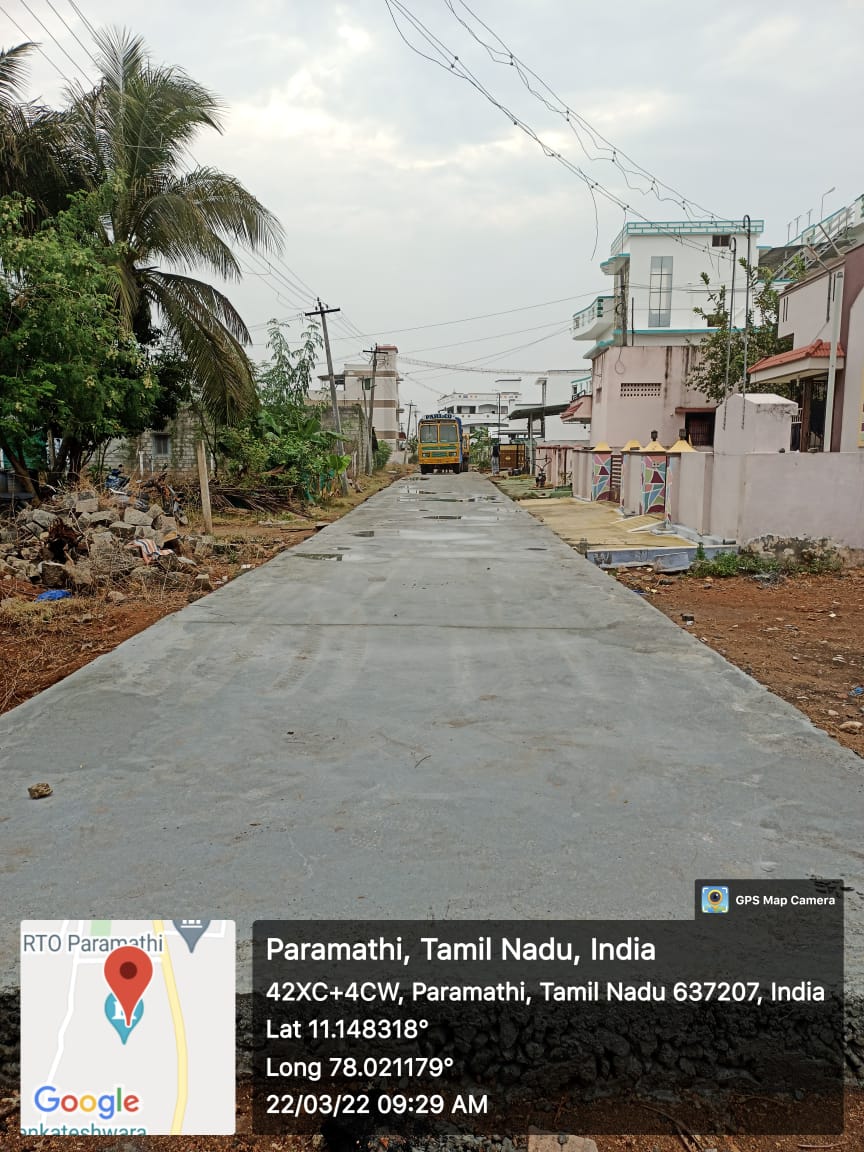 GPS Map Camera
RTO Paramathi
Google
enkateshwara
Paramathi, Tamil Nadu, India
42XC+4CW, Paramathi, Tamil Nadu 637207, India
Lat 11.148318°
Long 78.021179°
22/03/22 09:29 AM